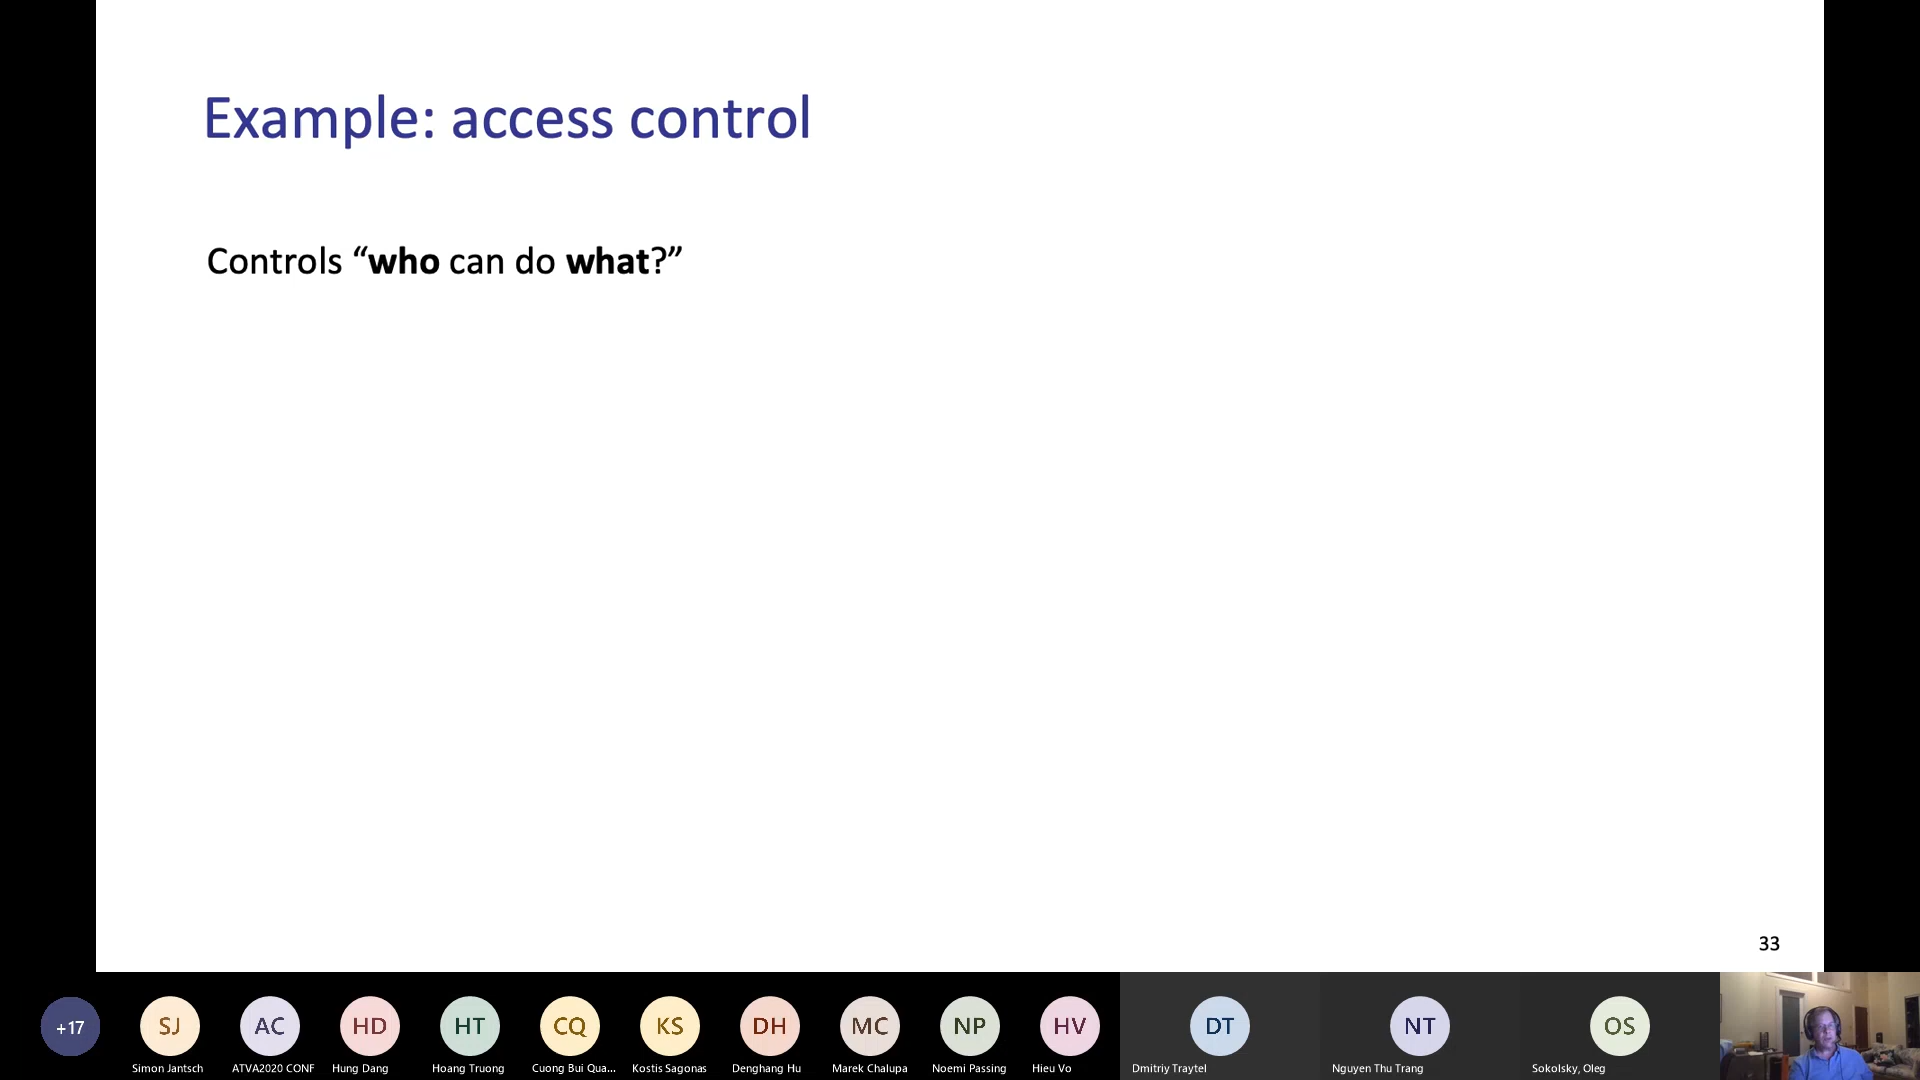 Example: access control
Controls “who can do what?”
33
+17
SJ
AC
HD
HT
CQ
KS
DH
MC
NP
HV
DT
NT
OS
Simon Jantsch
ATVA2020 CONF
Hung Dang
Hoang Truong
Cuong Bui Qua...
Kostis Sagonas
Denghang Hu
Marek Chalupa
Noemi Passing
Hieu Vo
Dmitriy Traytel
Nguyen Thu Trang
Sokolsky, Oleg